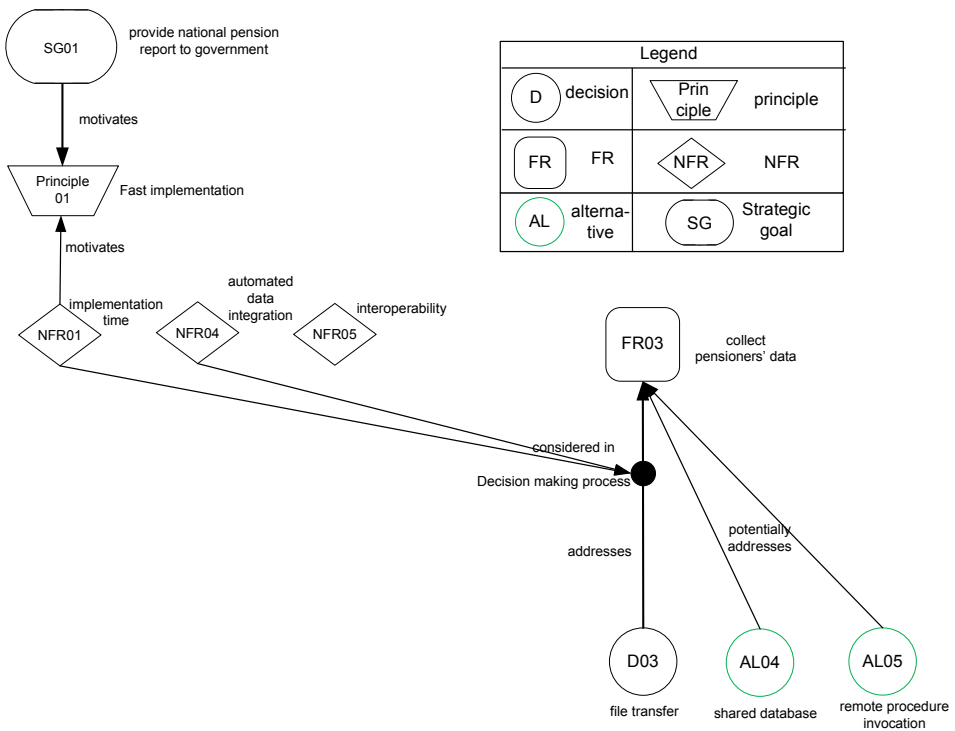 SG01
provide national pension
report to government
motivates
Principle
01
Fast implementation
motivates
NFR01
implementation
time
NFR04
automated
data
integration
NFR05
interoperability
Legend
D
decision
Prin
ciple
principle
FR
FR
NFR
NFR
AL
alterna-
tive
SG
Strategic
goal
FR03
collect
pensioners' data
considered in
Decision making process
addresses
potentially
addresses
D03
file transfer
AL04
shared database
AL05
remote procedure
invocation